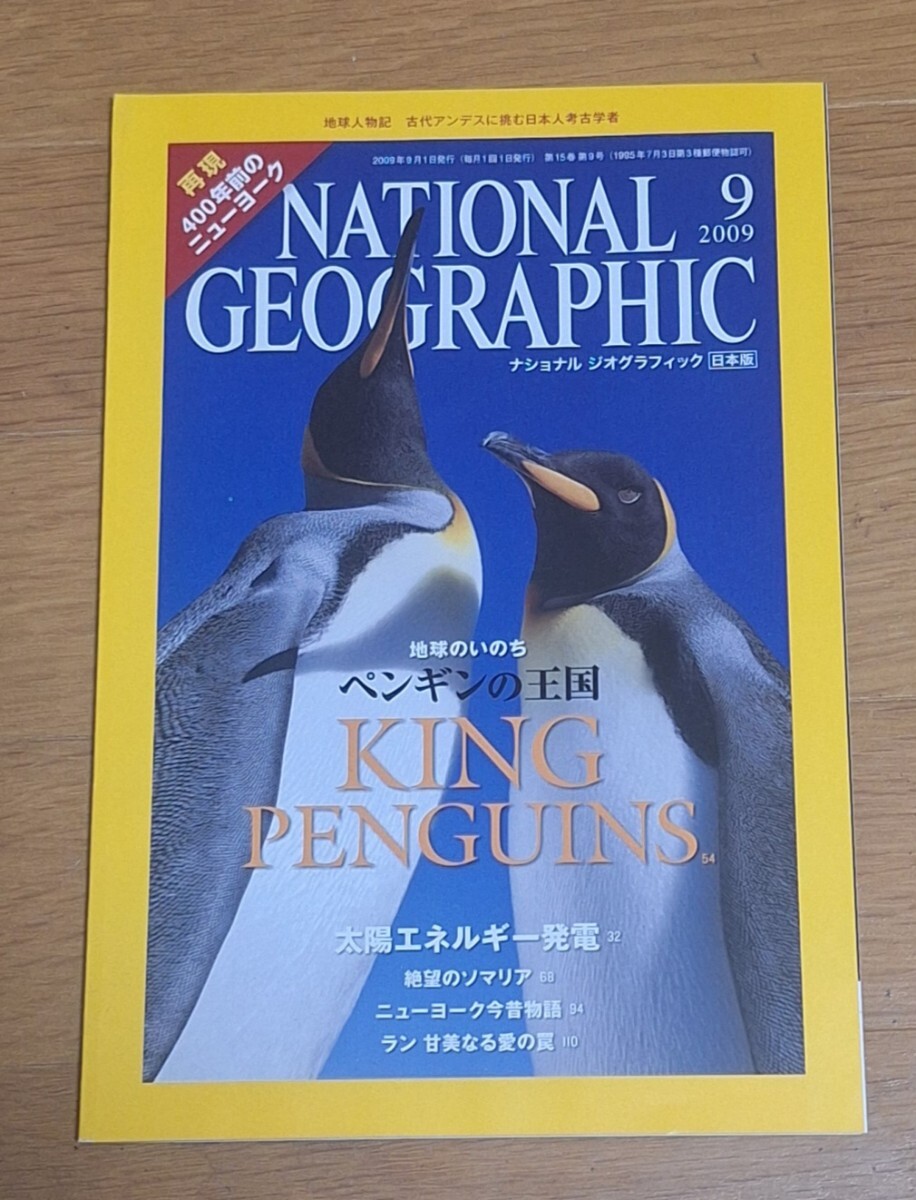 地球人物記　古代アンデスに挑む日本人考古学者
2009年9月1日発行（毎月1回1日発行）　第15巻第9号（1995年7月3日第3種郵便物認可）
再現
400年前の
ニューヨーク
NATIONAL 9
2009
GEOGRAPHIC
ナショナル ジオグラフィック 日本版
地球のいのち
ペンギンの王国
KING
PENGUINS 54
太陽エネルギー発電 32
絶望のソマリア 68
ニューヨーク今昔物語 94
ラン 甘美なる愛の罠 110